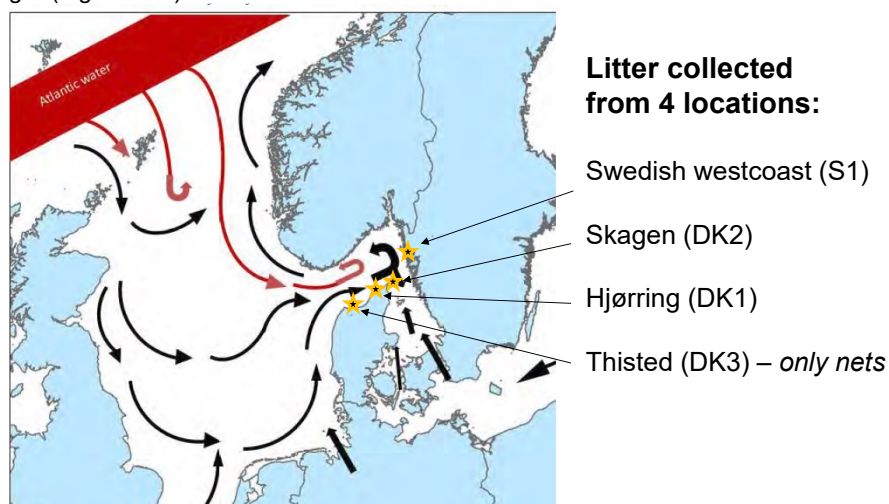 Atlantic water
Litter collected
from 4 locations:
Swedish westcoast (S1)
Skagen (DK2)
Hjørring (DK1)
Thisted (DK3) – only nets